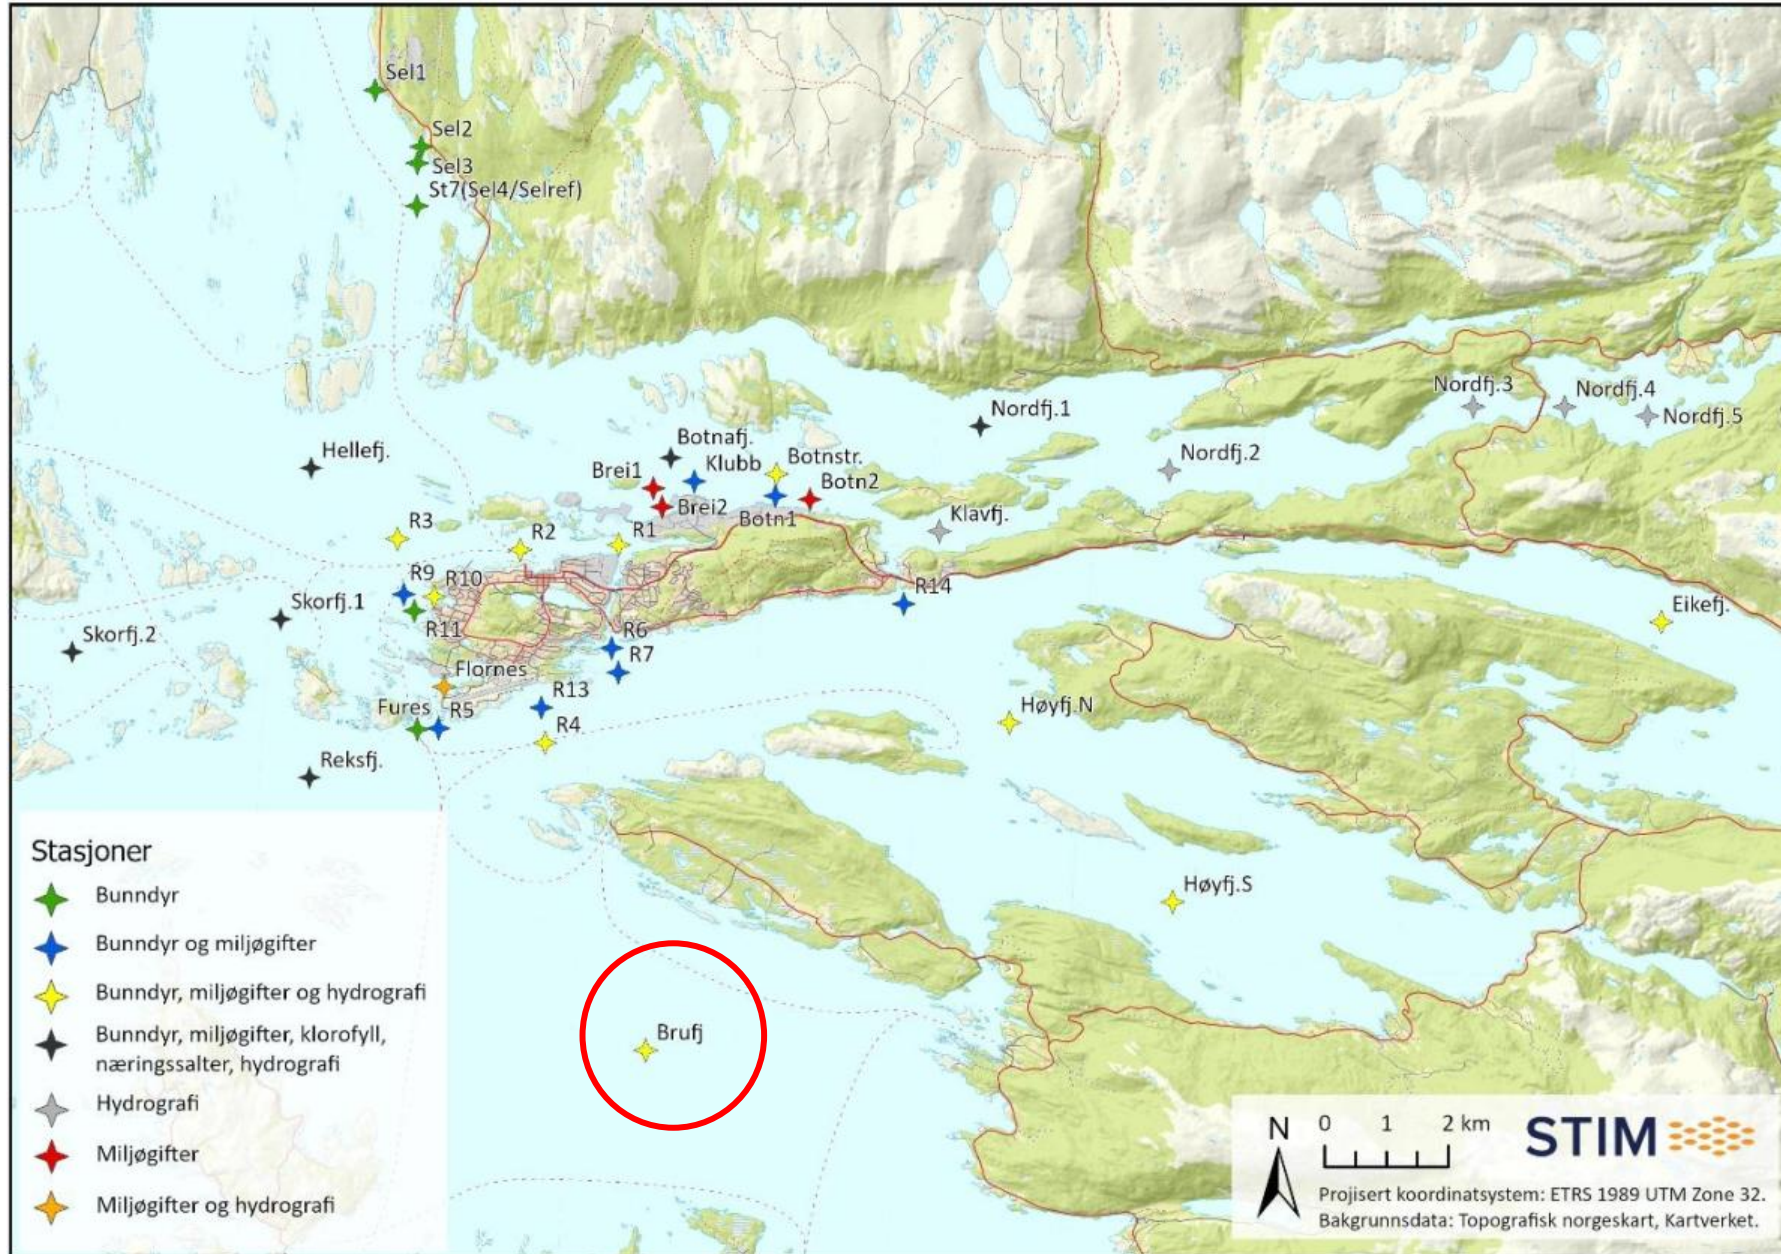 Sel1
Sel2
Sel3
St7(Sel4/Selref)
Nordfj.3
Nordfj.4
Nordfj.5
Nordfj.1
Nordfj.2
Hellefj.
Botnafj.
Klubb
Botnstr.
Brei1
Brei2
Botn1
Botn2
Klavfj.
R3
R2
R1
R9
R10
R11
R14
Skorfj.1
Skorfj.2
Eikefj.
R6
R7
Flornes
R13
Fures
R5
R4
Høyfj.N
Reksfj.
Høyfj.S
Brufj
Stasjoner
Bunndyr
Bunndyr og miljøgifter
Bunndyr, miljøgifter og hydrografi
Bunndyr, miljøgifter, klorofyll,
næringssalter, hydrografi
Hydrografi
Miljøgifter
Miljøgifter og hydrografi
N
0 1 2 km
STIM
Projisert koordinatsystem: ETRS 1989 UTM Zone 32.
Bakgrunnsdata: Topografisk norgeskart, Kartverket.